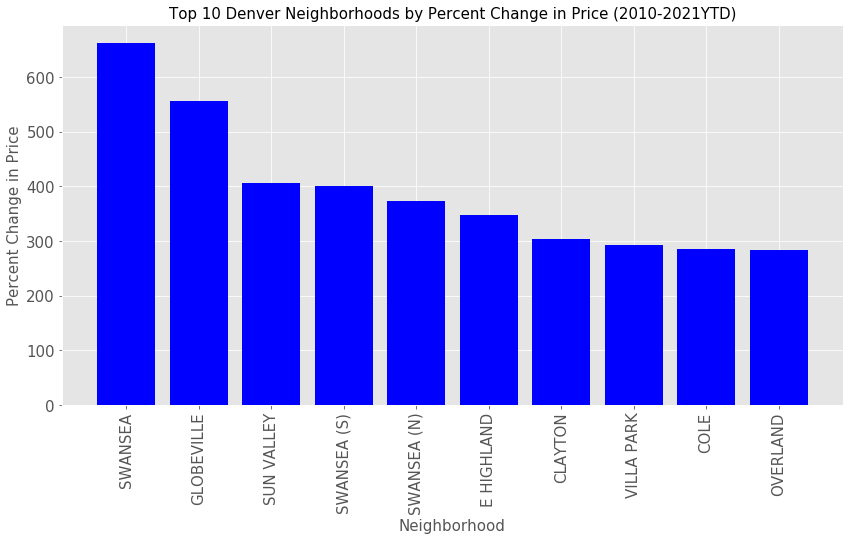 Top 10 Denver Neighborhoods by Percent Change in Price (2010-2021YTD)
Percent Change in Price
600
500
400
300
200
100
0
SWANSEA
GLOBEVILLE
SUN VALLEY
SWANSEA (S)
SWANSEA (N)
E HIGHLAND
CLAYTON
VILLA PARK
COLE
OVERLAND
Neighborhood